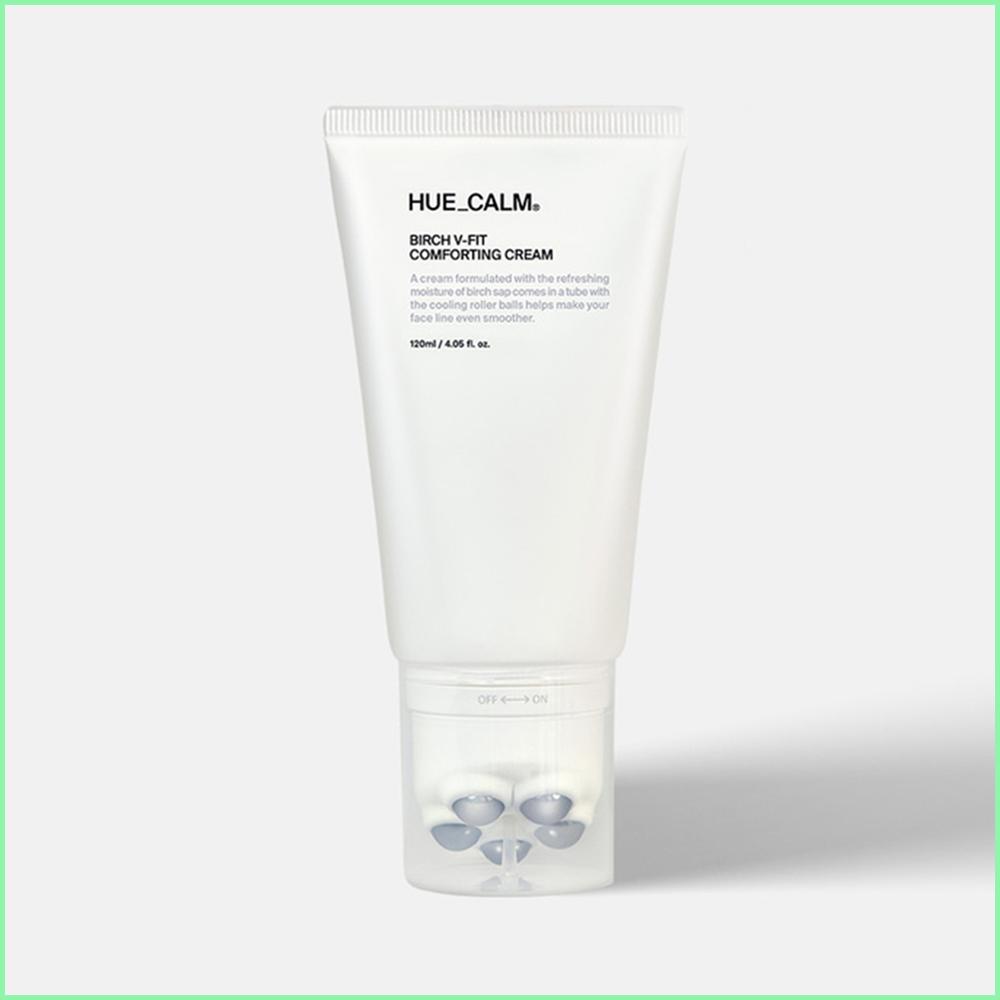 HUE_CALM®
BIRCH V-FIT
COMFORTING CREAM
A cream formulated with the refreshing
moisture of birch sap comes in a tube with
the cooling roller balls helps make your
face line even smoother.
120ml / 4.05 fl. oz.
OFF ⟷ ON